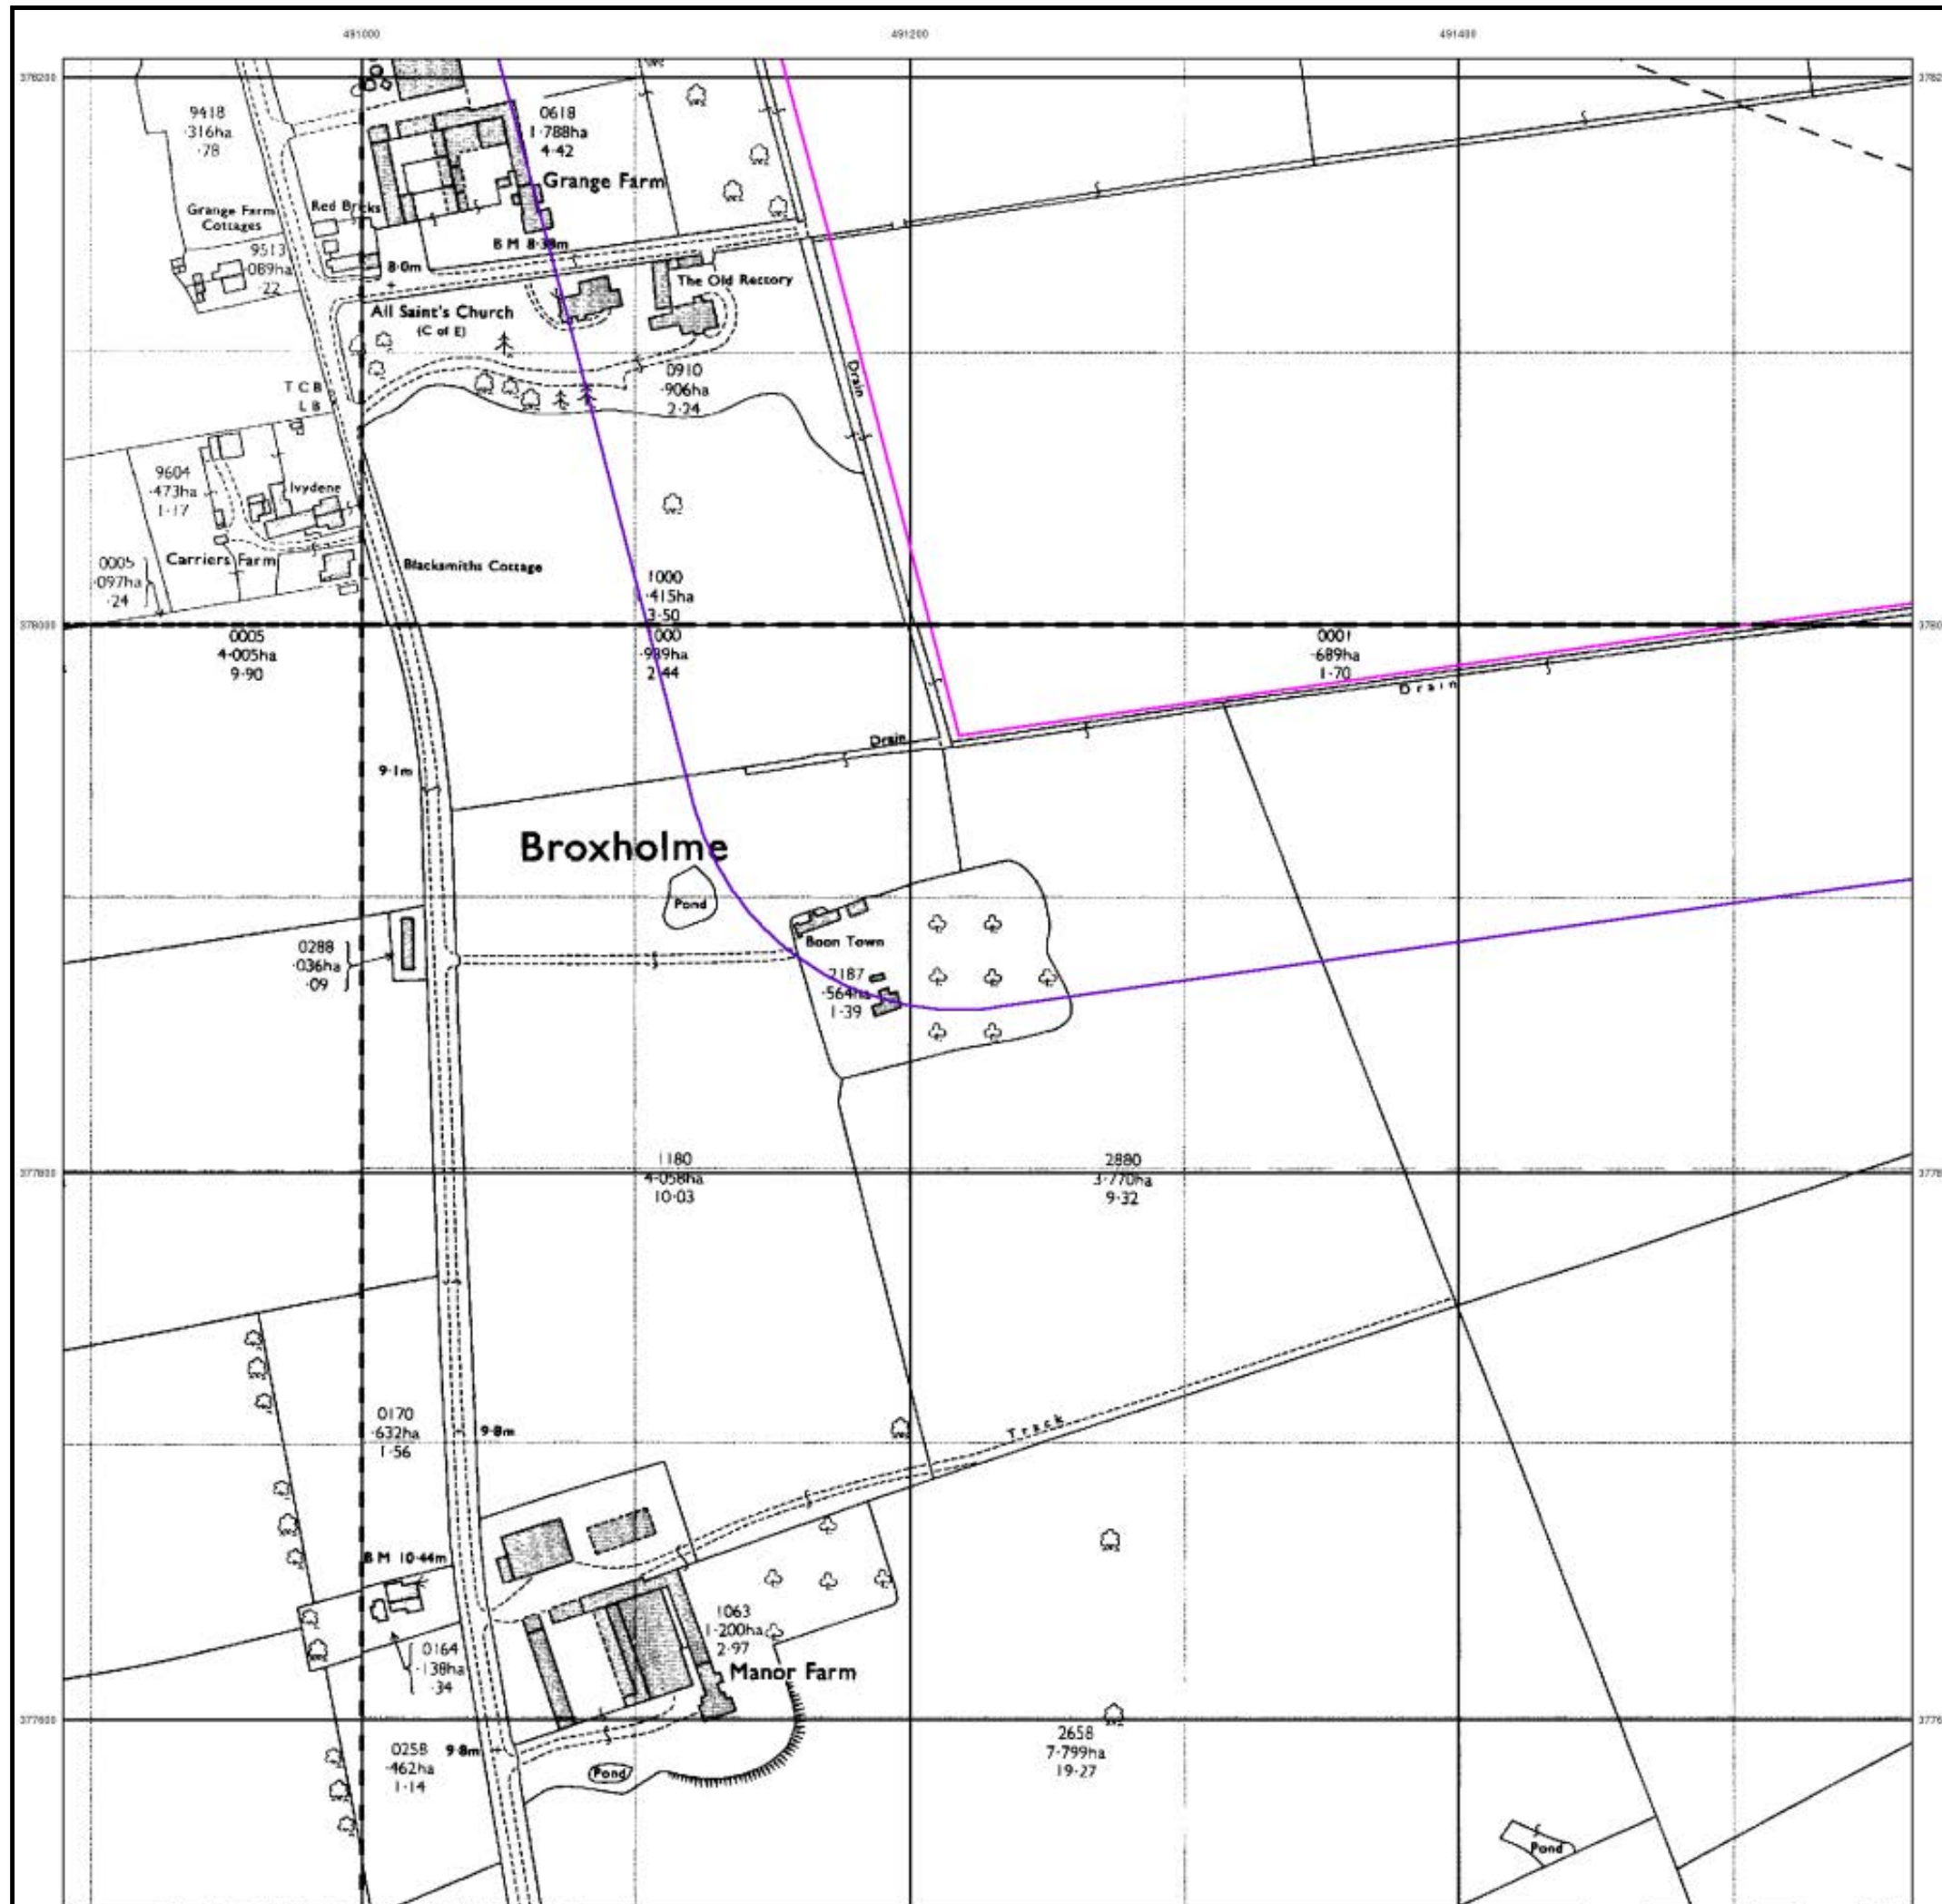 491000
491200
491400
378200
9418
·316ha
·78
0618
1·788ha
4·42
Grange Farm
Grange Farm
Cottages
Red Bricks
9513
·089ha
·22
B M 8·38m
8·0m
The Old Rectory
All Saint's Church
(C of E)
T C B
L B
0910
·906ha
2·24
Drain
9604
·473ha
1·17
Ivydene
Carriers Farm
0005
·097ha
·24
Blacksmiths Cottage
1000
·415ha
3·50
378000
0005
4·005ha
9·90
000
·989ha
2·44
0001
·689ha
1·70
Drain
Drain
9·1m
Broxholme
Pond
Boon Town
0288
·036ha
·09
2187
·564ha
1·39
377800
1180
4·058ha
10·03
2880
3·770ha
9·32
Track
0170
·632ha
1·56
9·8m
B M 10·44m
0164
·138ha
·34
1063
1·200ha
2·97
Manor Farm
377600
0258
·462ha
1·14
9·8m
Pond
2658
7·799ha
19·27
Pond